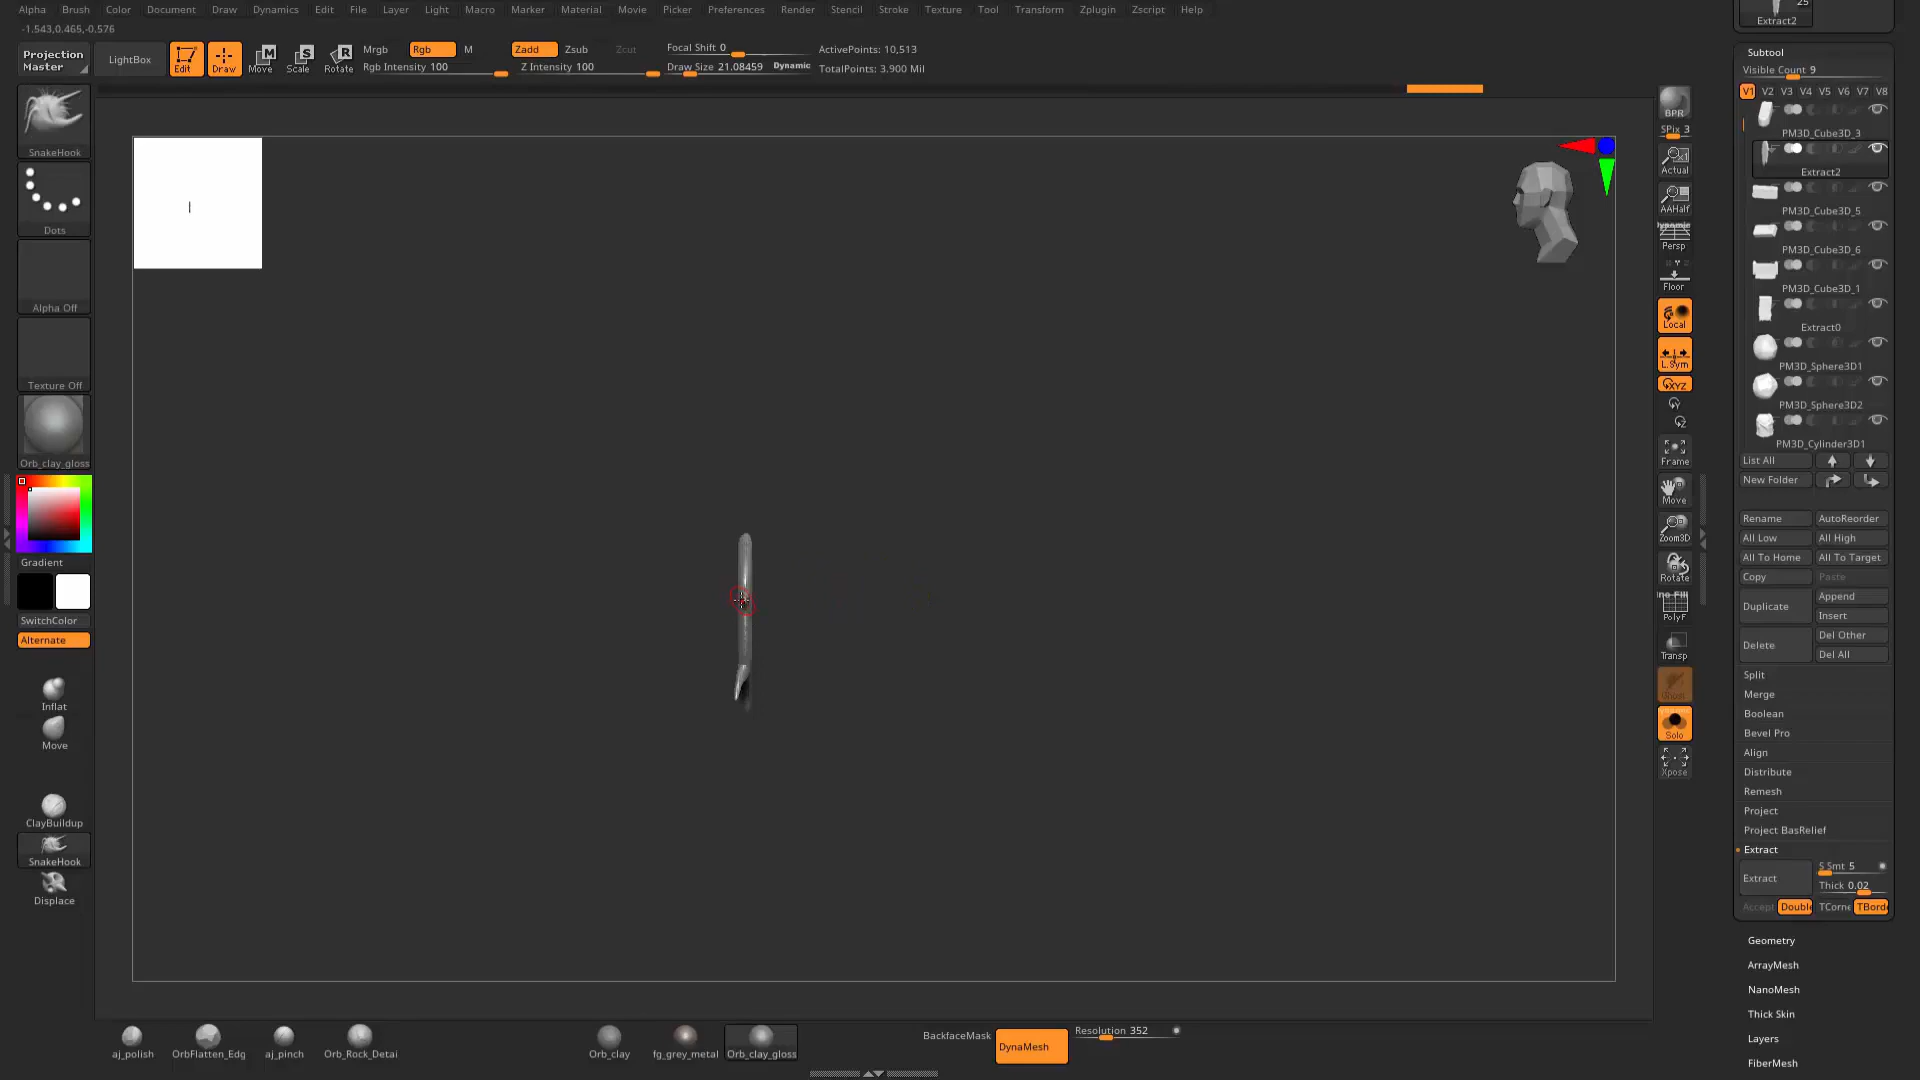 Alpha Brush Color Document Draw Dynamics Edit File Layer Light Macro Marker Material Movie Picker Preferences Render Stencil Stroke Texture Tool Transform Zplugin Zscript Help
-1.543,0.465,-0.576
Projection Master
LightBox
Edit
Draw
Move
Scale
Rotate
Mrgb Rgb M
Rgb Intensity 100
Zadd Zsub Zcut
Z Intensity 100
Focal Shift 0
Draw Size 21.08459 Dynamic
ActivePoints: 10,513
TotalPoints: 3.900 Mil
SnakeHook
Dots
Alpha Off
Texture Off
Orb_clay_gloss
Gradient
SwitchColor
Alternate
Inflat
Move
ClayBuildup
SnakeHook
Displace
BPR
SPix 3
Actual
AAHalf
Persp
Floor
Local
L.Sym
XYZ
Y
Z
Frame
Move
Zoom3D
Rotate
PolyF
Transp
Solo
Xpose
25
Extract2
Subtool
Visible Count 9
V1 V2 V3 V4 V5 V6 V7 V8
PM3D_Cube3D_3
Extract2
PM3D_Cube3D_5
PM3D_Cube3D_6
PM3D_Cube3D_1
Extract0
PM3D_Sphere3D1
PM3D_Sphere3D2
PM3D_Cylinder3D1
List All
New Folder
Rename AutoReorder
All Low All High
All To Home All To Target
Copy Paste
Duplicate Append
Insert
Delete Del Other
Del All
Split
Merge
Boolean
Bevel Pro
Align
Distribute
Remesh
Project
Project BasRelief
Extract
Extract S Smt 5
Thick 0.02
Accept Double TCorne TBorde
Geometry
ArrayMesh
NanoMesh
Thick Skin
Layers
FiberMesh
aj_polish OrbFlatten_Edg aj_pinch Orb_Rock_Detai Orb_clay fg_grey_metal Orb_clay_gloss
BackfaceMask DynaMesh Resolution 352